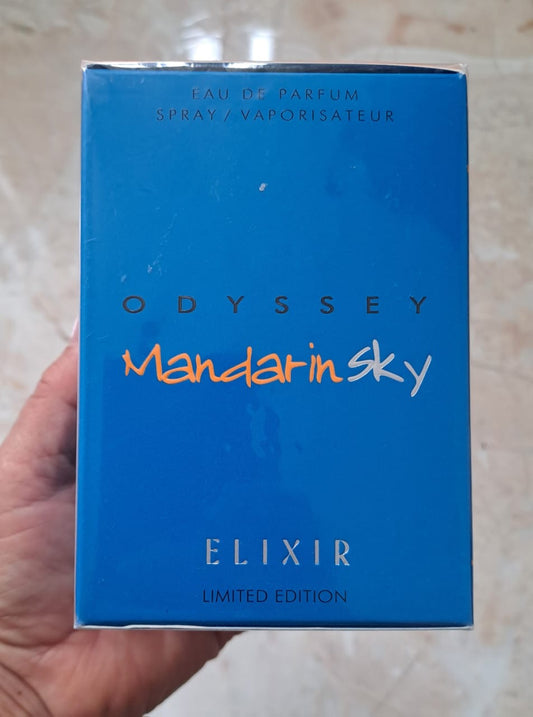 EAU DE PARFUM
SPRAY / VAPORISATEUR
ODYSSEY
Mandarin Sky
ELIXIR
LIMITED EDITION